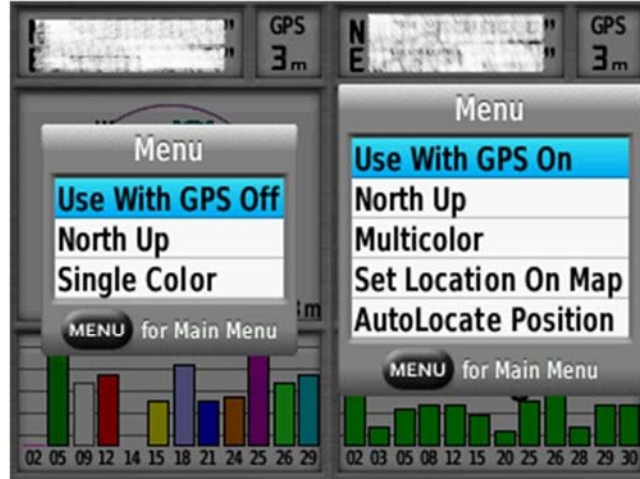 "
GPS
"
3m
Menu
Use With GPS Off
North Up
Single Color
m
MENU for Main Menu
02 05 09 12 14 15 18 21 24 25 26 29
N "
GPS
E "
3m
Menu
Use With GPS On
North Up
Multicolor
Set Location On Map
AutoLocate Position
MENU for Main Menu
02 03 05 08 12 15 20 25 26 28 29 30